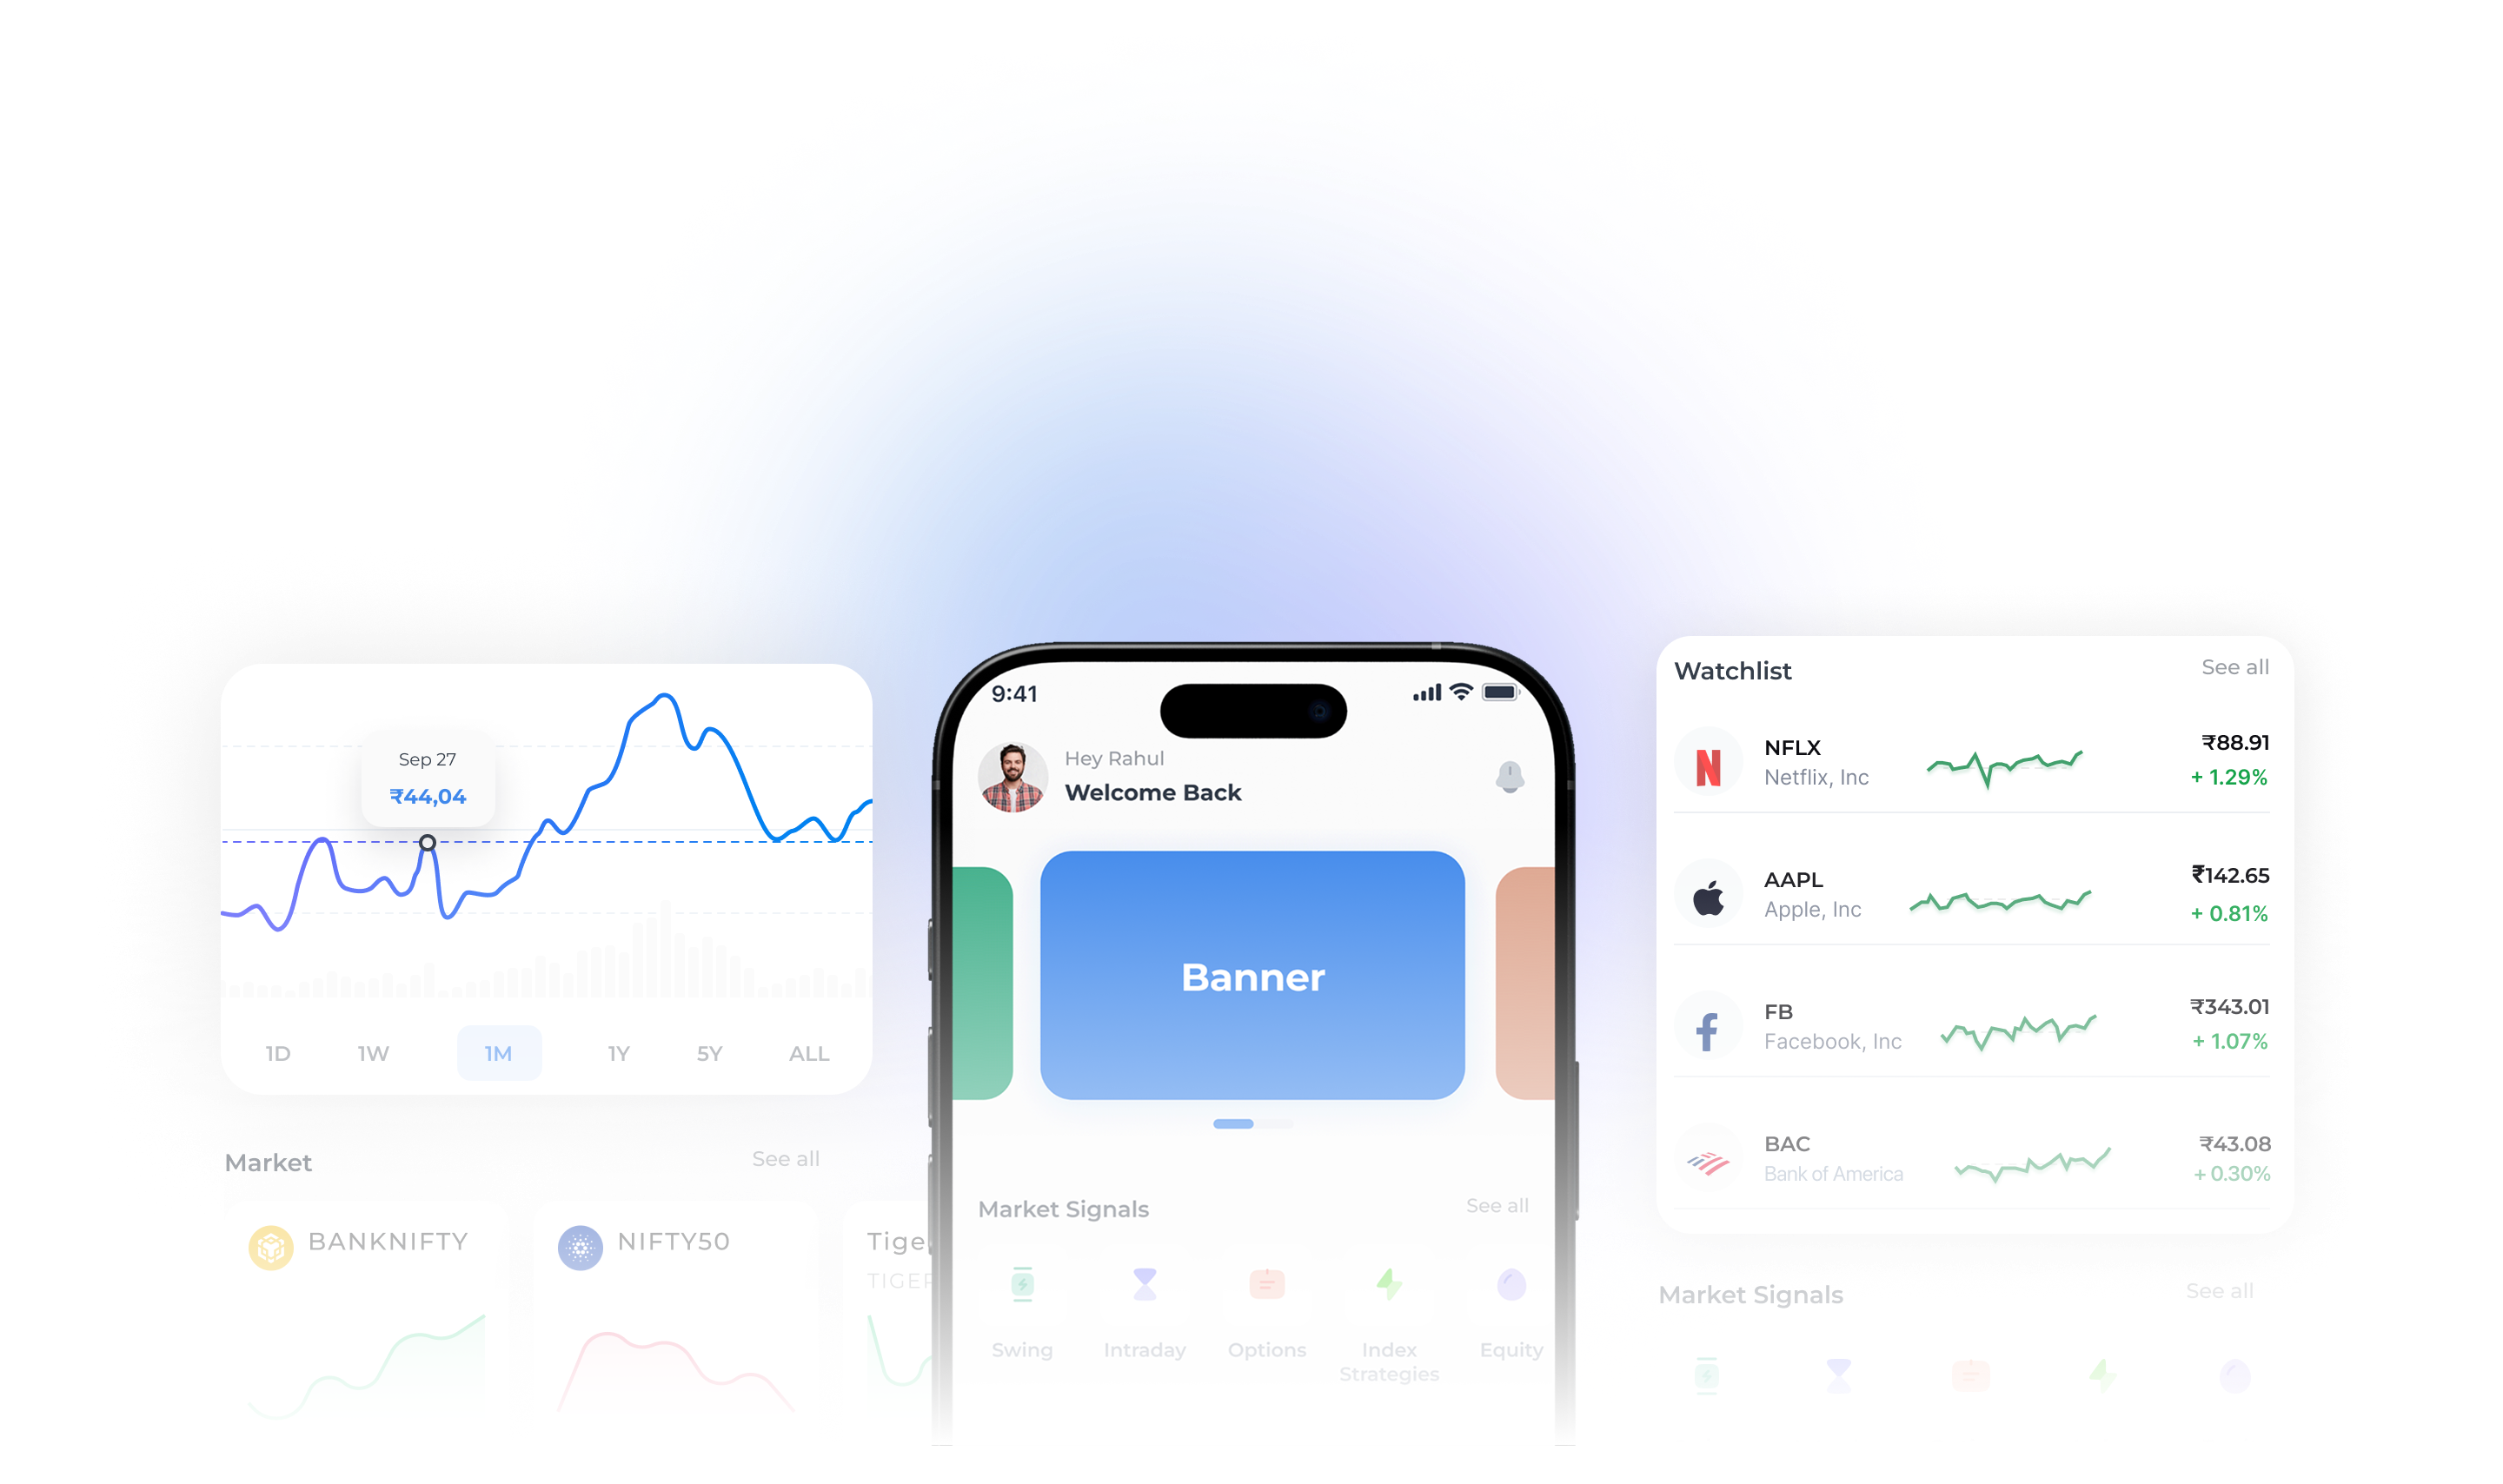 Sep 27
₹44,04
1D 1W 1M 1Y 5Y ALL
Market See all
BANKNIFTY
NIFTY50
Tige
TIGER
9:41
Hey Rahul
Welcome Back
Banner
Market Signals See all
Swing
Intraday
Options
Index
Strategies
Equity
Watchlist See all
NFLX ₹88.91
Netflix, Inc + 1.29%
AAPL ₹142.65
Apple, Inc + 0.81%
FB ₹343.01
Facebook, Inc + 1.07%
BAC ₹43.08
Bank of America + 0.30%
Market Signals See all